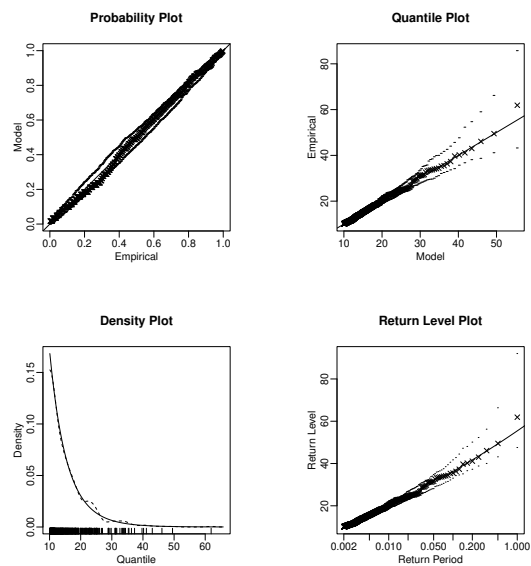 Probability Plot
Model
0.0 0.2 0.4 0.6 0.8 1.0
0.0 0.2 0.4 0.6 0.8 1.0
Empirical
Quantile Plot
Empirical
20 40 60 80
10 20 30 40 50
Model
Density Plot
Density
0.00 0.05 0.10 0.15
10 20 30 40 50 60
Quantile
Return Level Plot
Return Level
20 40 60 80
0.002 0.010 0.050 0.200 1.000
Return Period